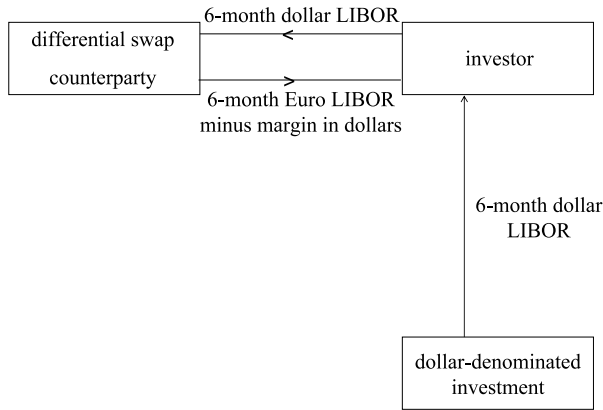 6-month dollar LIBOR
differential swap
counterparty
investor
6-month Euro LIBOR
minus margin in dollars
6-month dollar
LIBOR
dollar-denominated
investment